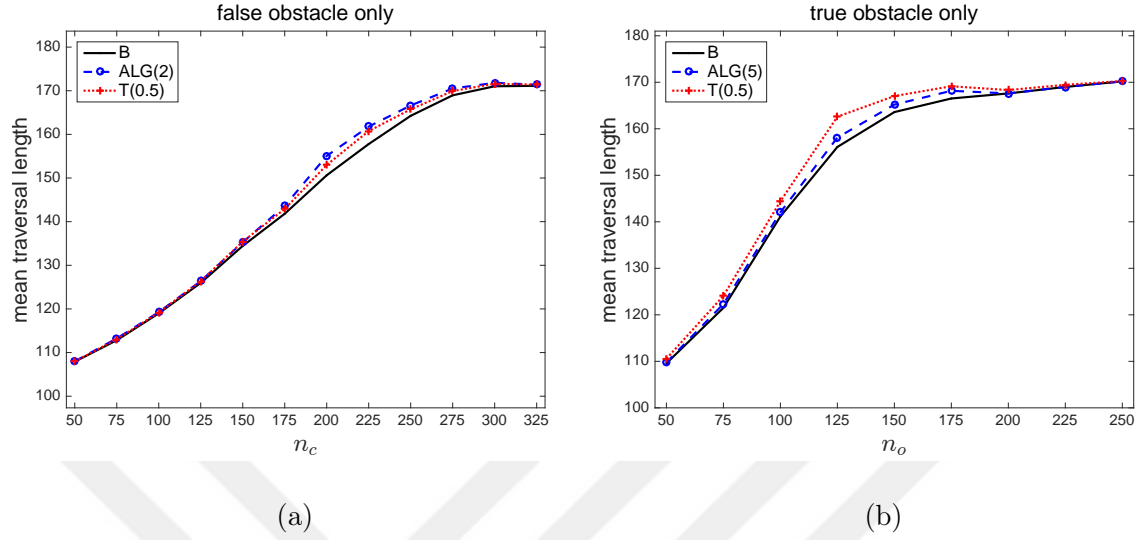 false obstacle only
B
ALG(2)
T(0.5)
mean traversal length
180
170
160
150
140
130
120
110
100
50 75 100 125 150 175 200 225 250 275 300 325
n_c
(a)
true obstacle only
B
ALG(5)
T(0.5)
mean traversal length
180
170
160
150
140
130
120
110
100
50 75 100 125 150 175 200 225 250
n_o
(b)